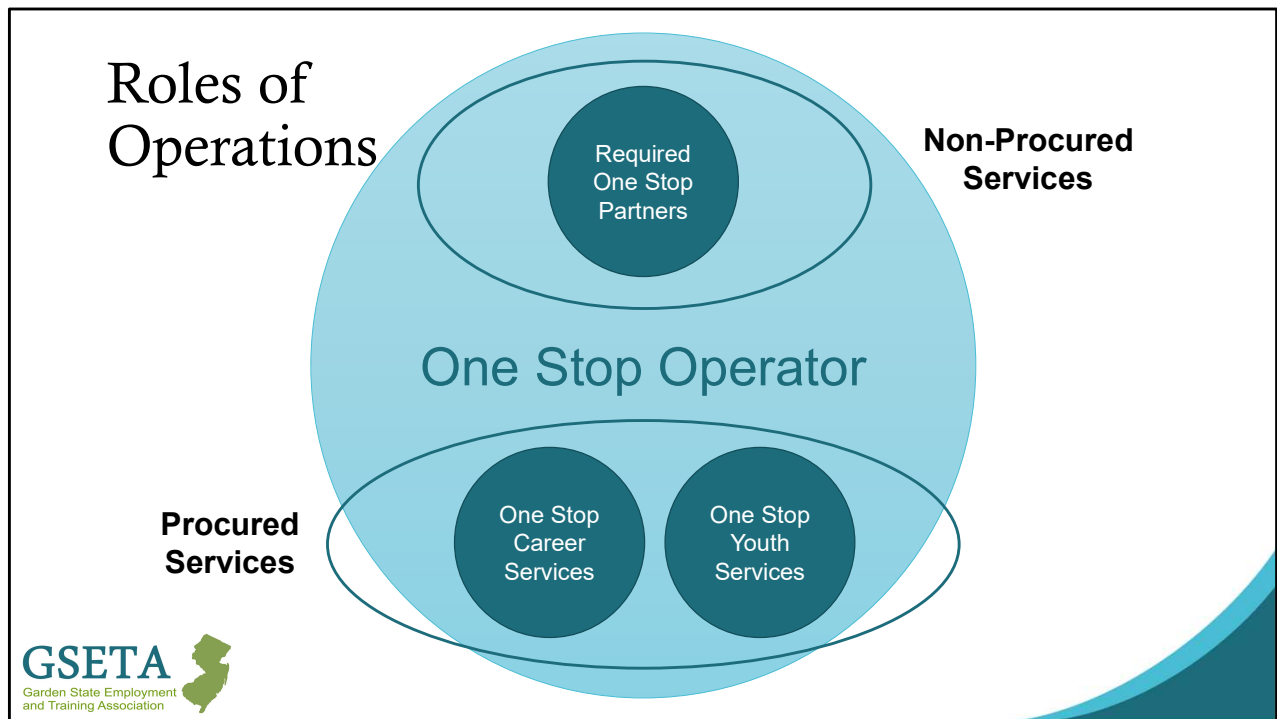 Roles of
Operations
Required
One Stop
Partners
Non-Procured
Services
One Stop Operator
Procured
Services
One Stop
Career
Services
One Stop
Youth
Services
GSETA
Garden State Employment
and Training Association